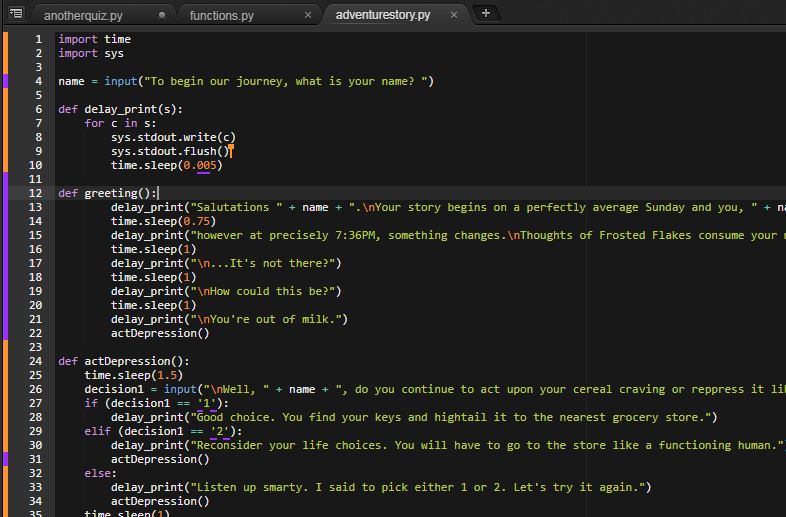 anotherquiz.py functions.py adventurestory.py
1 import time
2 import sys
3
4 name = input("To begin our journey, what is your name? ")
5
6 def delay_print(s):
7 for c in s:
8 sys.stdout.write(c)
9 sys.stdout.flush()
10 time.sleep(0.005)
11
12 def greeting():
13 delay_print("Salutations " + name + ".\nYour story begins on a perfectly average Sunday and you, " + na
14 time.sleep(0.75)
15 delay_print("however at precisely 7:36PM, something changes.\nThoughts of Frosted Flakes consume your
16 time.sleep(1)
17 delay_print("\n...It's not there?")
18 time.sleep(1)
19 delay_print("\nHow could this be?")
20 time.sleep(1)
21 delay_print("\nYou're out of milk.")
22 actDepression()
23
24 def actDepression():
25 time.sleep(1.5)
26 decision1 = input("\nWell, " + name + ", do you continue to act upon your cereal craving or reppress it li
27 if (decision1 == '1'):
28 delay_print("Good choice. You find your keys and hightail it to the nearest grocery store.")
29 elif (decision1 == '2'):
30 delay_print("Reconsider your life choices. You will have to go to the store like a functioning human.")
31 actDepression()
32 else:
33 delay_print("Listen up smarty. I said to pick either 1 or 2. Let's try it again.")
34 actDepression()
35 time.sleep(1)